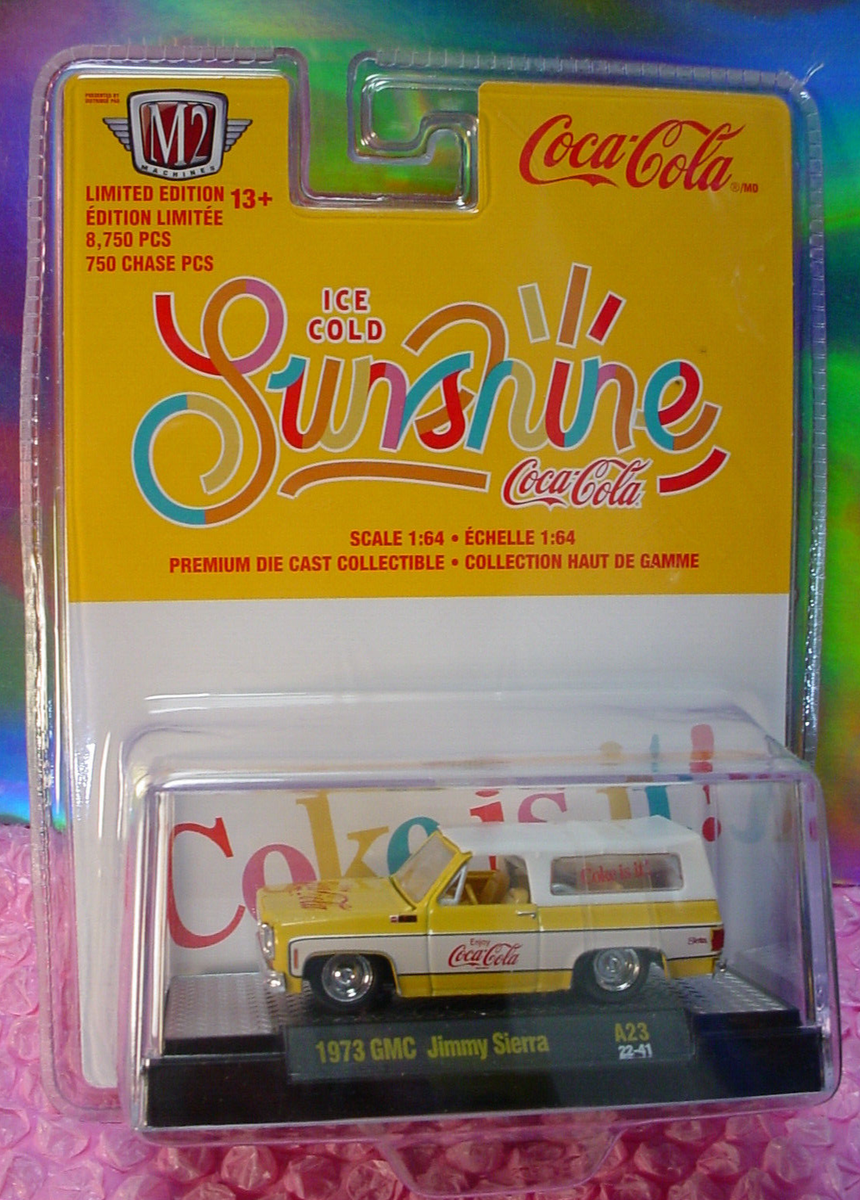 M2
MACHINES
LIMITED EDITION 13+
ÉDITION LIMITÉE
8,750 PCS
750 CHASE PCS
Coca-Cola
®/MD
ICE
COLD
Sunshine
Coca-Cola
SCALE 1:64 • ÉCHELLE 1:64
PREMIUM DIE CAST COLLECTIBLE • COLLECTION HAUT DE GAMME
Coke is it!
Coke is it!
Enjoy
Coca-Cola
Sierra
1973 GMC Jimmy Sierra
A23
22-41